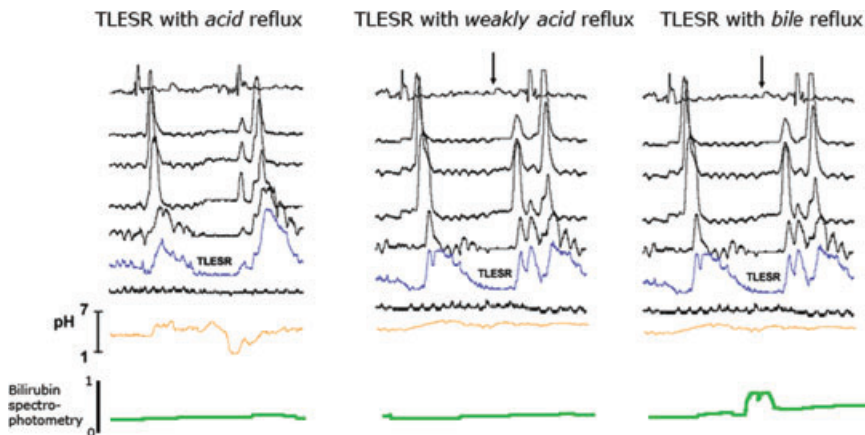 TLESR with acid reflux
TLESR with weakly acid reflux
TLESR with bile reflux
TLESR
TLESR
TLESR
7
pH
1
Bilirubin
spectro-
photometry
1
0